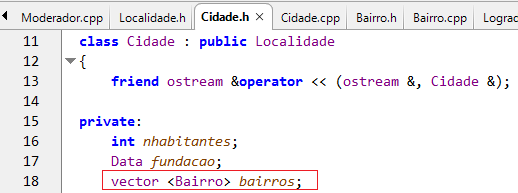 Moderador.cpp Localidade.h Cidade.h Cidade.cpp Bairro.h Bairro.cpp
11 class Cidade : public Localidade
12 {
13 friend ostream &operator << (ostream &, Cidade &);
14
15 private:
16 int nhabitantes;
17 Data fundacao;
18 vector <Bairro> bairros;